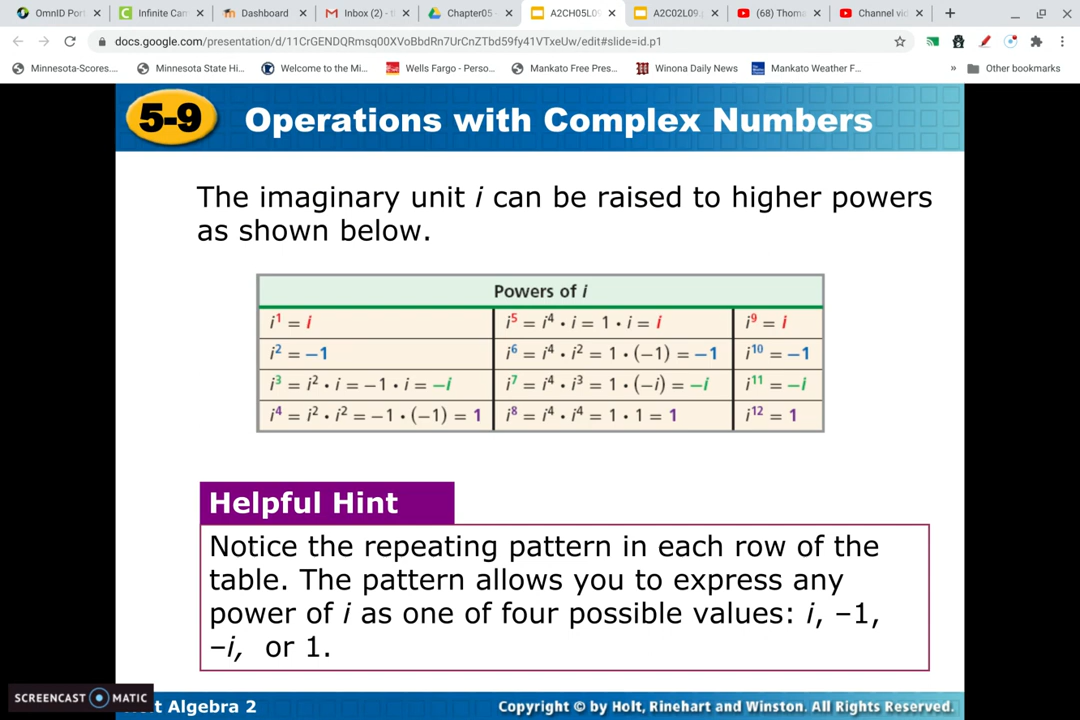 OmniD Port
Infinite Cam
Dashboard
Inbox (2) - t
Chapter05 -
A2CH05L09
A2C02L09.
(68) Thoma
Channel vid
docs.google.com/presentation/d/11CrGENDQRmsq00XVoBbdRn7UrCnZTbd59fy41VTxeUw/edit#slide=id.p1
Minnesota-Scores.... Minnesota State Hi... Welcome to the Mi... Wells Fargo - Perso... Mankato Free Pres... Winona Daily News Mankato Weather F... » Other bookmarks
5-9 Operations with Complex Numbers
The imaginary unit i can be raised to higher powers
as shown below.
Powers of i
i¹ = i i⁵ = i⁴ • i = 1 • i = i i⁹ = i
i² = −1 i⁶ = i⁴ • i² = 1 • (−1) = −1 i¹⁰ = −1
i³ = i² • i = −1 • i = −i i⁷ = i⁴ • i³ = 1 • (−i) = −i i¹¹ = −i
i⁴ = i² • i² = −1 • (−1) = 1 i⁸ = i⁴ • i⁴ = 1 • 1 = 1 i¹² = 1
Helpful Hint
Notice the repeating pattern in each row of the
table. The pattern allows you to express any
power of i as one of four possible values: i, –1,
–i, or 1.
SCREENCAST MATIC
t Algebra 2 Copyright © by Holt, Rinehart and Winston. All Rights Reserved.